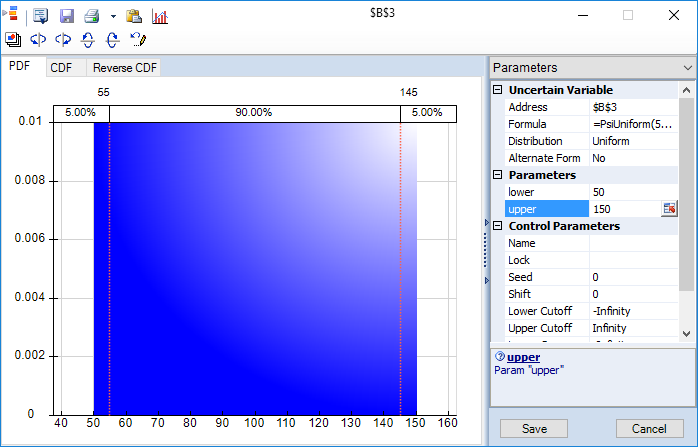 $B$3
PDF CDF Reverse CDF
55 145
5.00% 90.00% 5.00%
0.01
0.008
0.006
0.004
0.002
0
40 50 60 70 80 90 100 110 120 130 140 150 160
Parameters
Uncertain Variable
Address $B$3
Formula =PsiUniform(5...
Distribution Uniform
Alternate Form No
Parameters
lower 50
upper 150
Control Parameters
Name
Lock
Seed 0
Shift 0
Lower Cutoff -Infinity
Upper Cutoff Infinity
upper
Param "upper"
Save Cancel